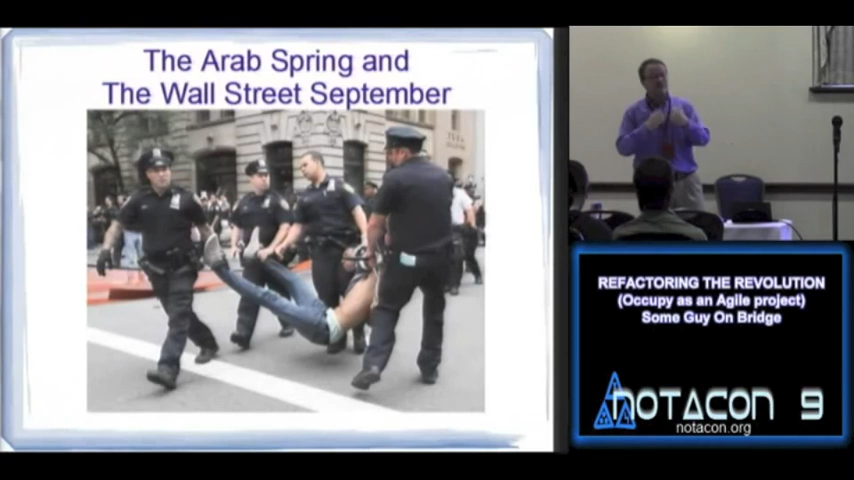 The Arab Spring and
The Wall Street September
REFACTORING THE REVOLUTION
(Occupy as an Agile project)
Some Guy On Bridge
NOTACON 9
notacon.org